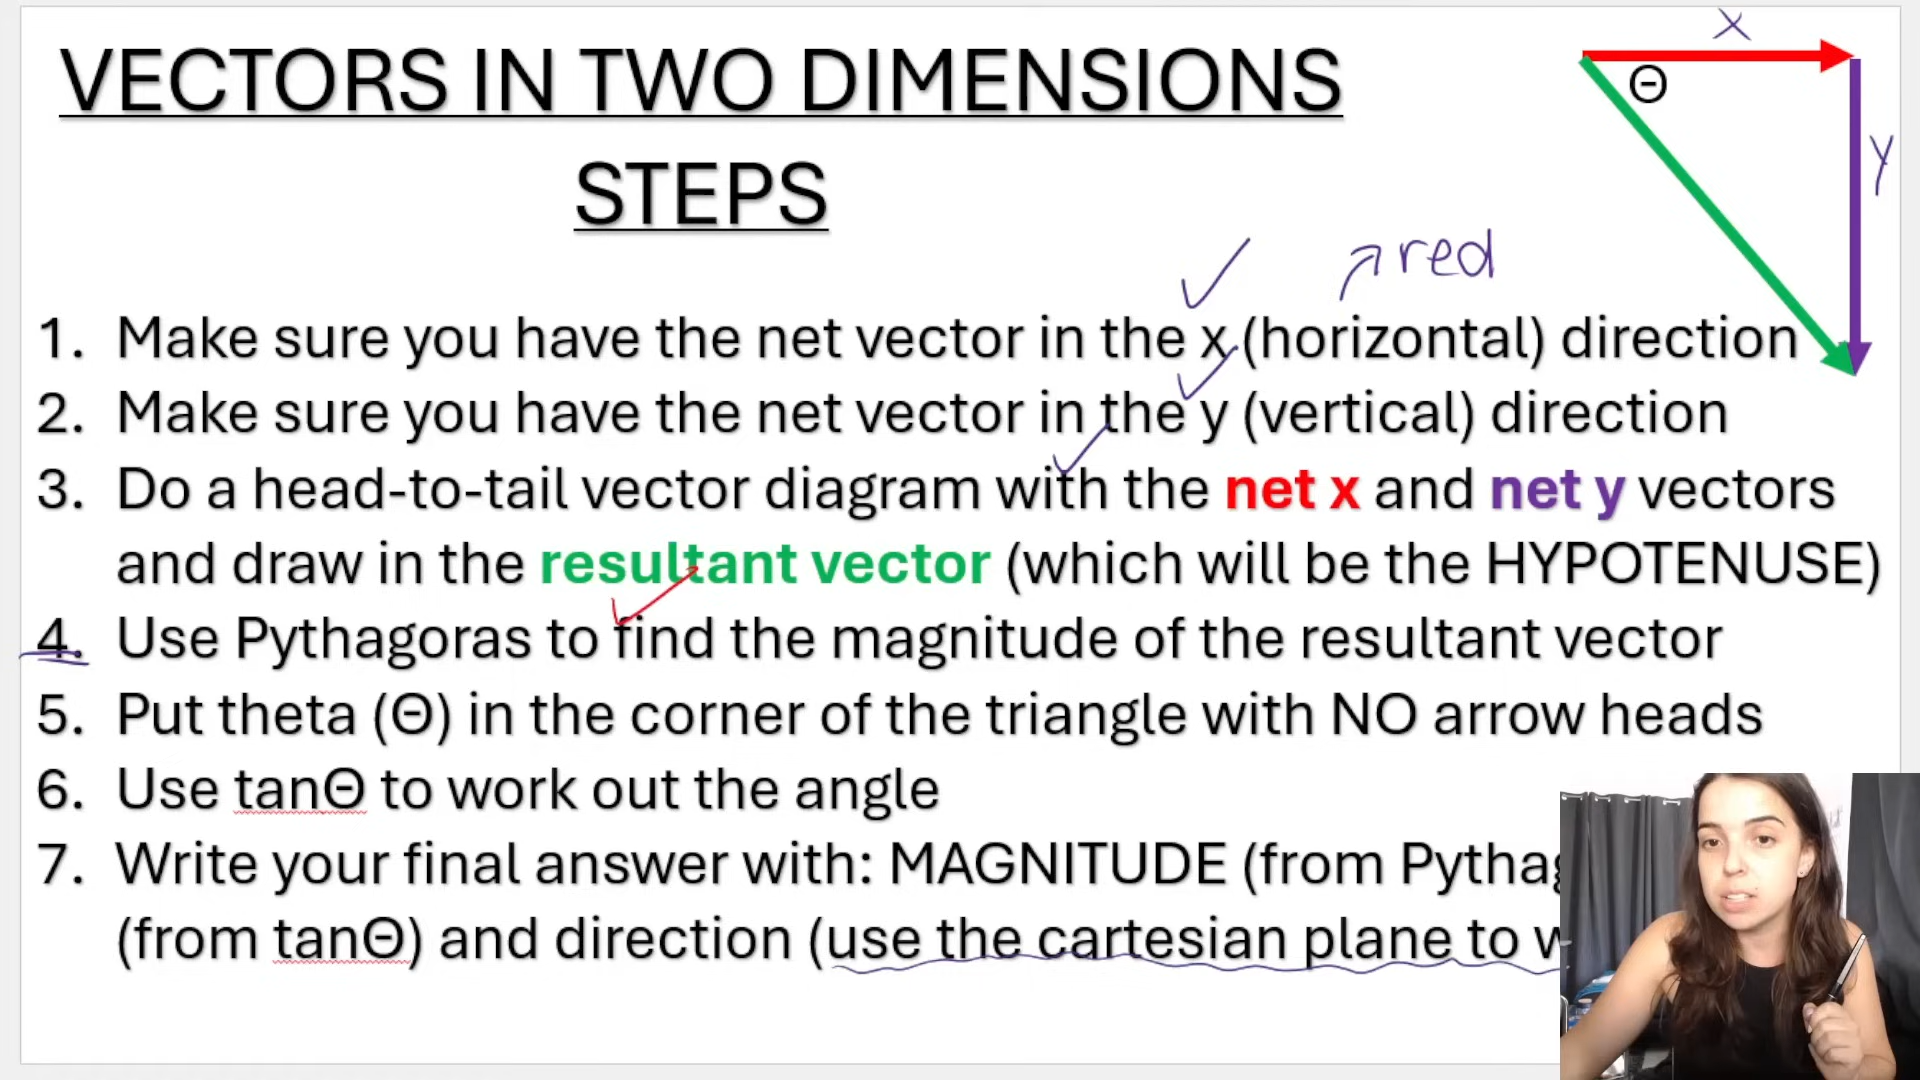 VECTORS IN TWO DIMENSIONS
STEPS
x
Θ
y
red
1. Make sure you have the net vector in the x (horizontal) direction
2. Make sure you have the net vector in the y (vertical) direction
3. Do a head-to-tail vector diagram with the net x and net y vectors
and draw in the resultant vector (which will be the HYPOTENUSE)
4. Use Pythagoras to find the magnitude of the resultant vector
5. Put theta (Θ) in the corner of the triangle with NO arrow heads
6. Use tanΘ to work out the angle
7. Write your final answer with: MAGNITUDE (from Pythag
(from tanΘ) and direction (use the cartesian plane to w